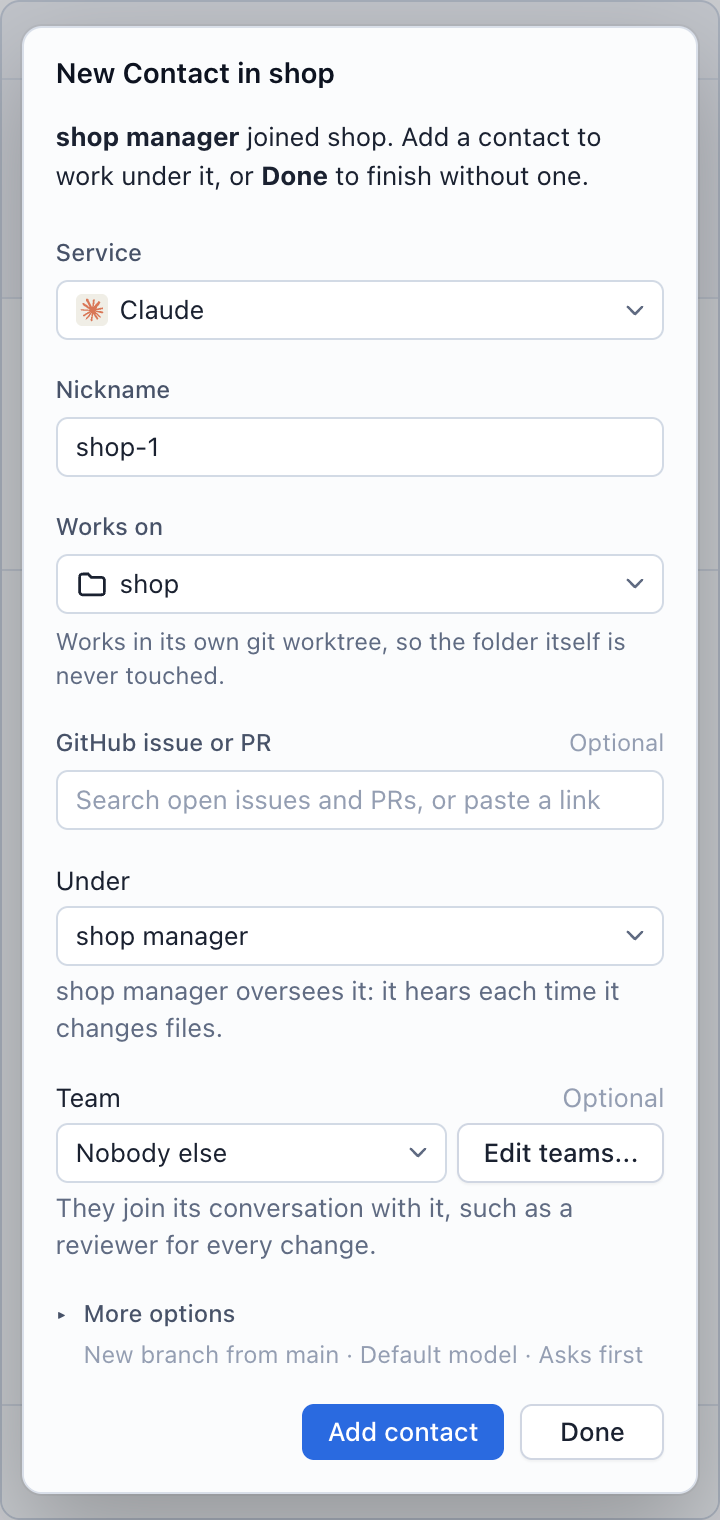 New Contact in shop
shop manager joined shop. Add a contact to
work under it, or Done to finish without one.
Service
Claude
Nickname
shop-1
Works on
shop
Works in its own git worktree, so the folder itself is
never touched.
GitHub issue or PR Optional
Search open issues and PRs, or paste a link
Under
shop manager
shop manager oversees it: it hears each time it
changes files.
Team Optional
Nobody else Edit teams...
They join its conversation with it, such as a
reviewer for every change.
More options
New branch from main · Default model · Asks first
Add contact Done